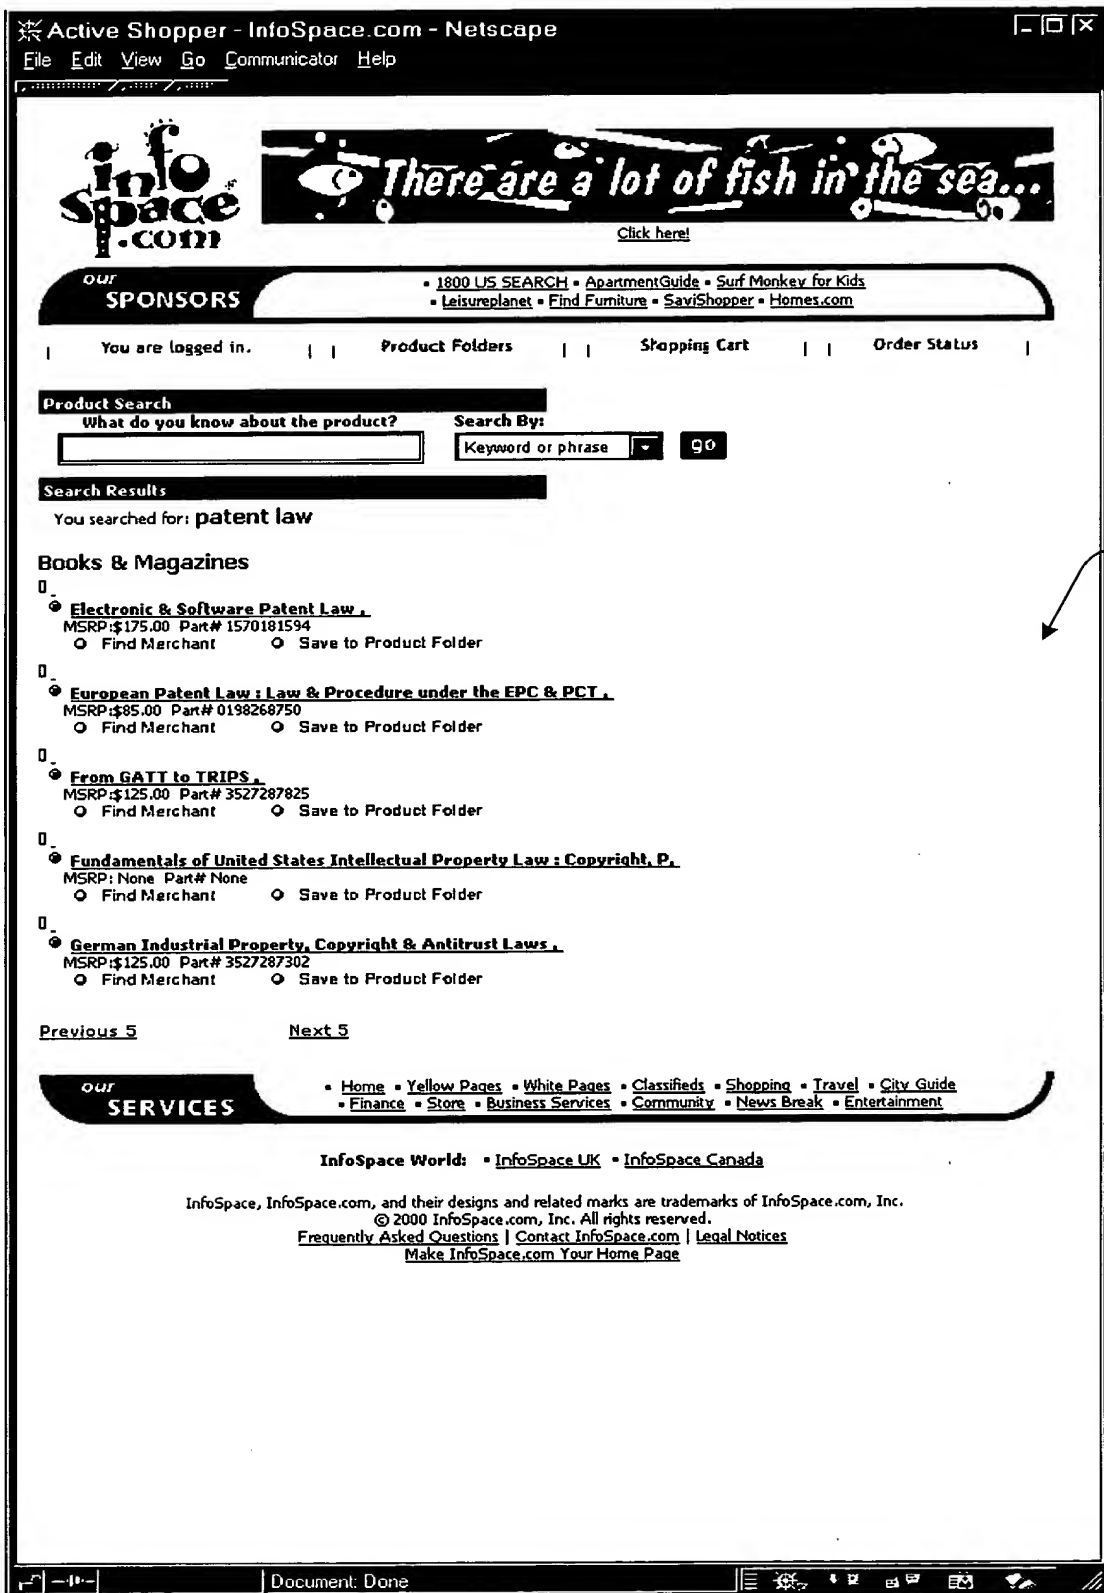 Active Shopper - InfoSpace.com - Netscape
File Edit View Go Communicator Help
info
space
.com
There are a lot of fish in the sea...
Click here!
our
SPONSORS
▪ 1800 US SEARCH ▪ ApartmentGuide ▪ Surf Monkey for Kids
▪ Leisureplanet ▪ Find Furniture ▪ SaviShopper ▪ Homes.com
| You are logged in. | | Product Folders | | Shopping Cart | | Order Status |
Product Search
What do you know about the product? Search By:
Keyword or phrase go
Search Results
You searched for: patent law
Books & Magazines
Electronic & Software Patent Law .
MSRP:$175.00 Part# 1570181594
Find Merchant Save to Product Folder
European Patent Law : Law & Procedure under the EPC & PCT .
MSRP:$85.00 Part# 0198268750
Find Merchant Save to Product Folder
From GATT to TRIPS .
MSRP:$125.00 Part# 3527287825
Find Merchant Save to Product Folder
Fundamentals of United States Intellectual Property Law : Copyright, P.
MSRP: None Part# None
Find Merchant Save to Product Folder
German Industrial Property, Copyright & Antitrust Laws .
MSRP:$125.00 Part# 3527287302
Find Merchant Save to Product Folder
Previous 5 Next 5
our
SERVICES
▪ Home ▪ Yellow Pages ▪ White Pages ▪ Classifieds ▪ Shopping ▪ Travel ▪ City Guide
▪ Finance ▪ Store ▪ Business Services ▪ Community ▪ News Break ▪ Entertainment
InfoSpace World: ▪ InfoSpace UK ▪ InfoSpace Canada
InfoSpace, InfoSpace.com, and their designs and related marks are trademarks of InfoSpace.com, Inc.
© 2000 InfoSpace.com, Inc. All rights reserved.
Frequently Asked Questions | Contact InfoSpace.com | Legal Notices
Make InfoSpace.com Your Home Page
Document: Done